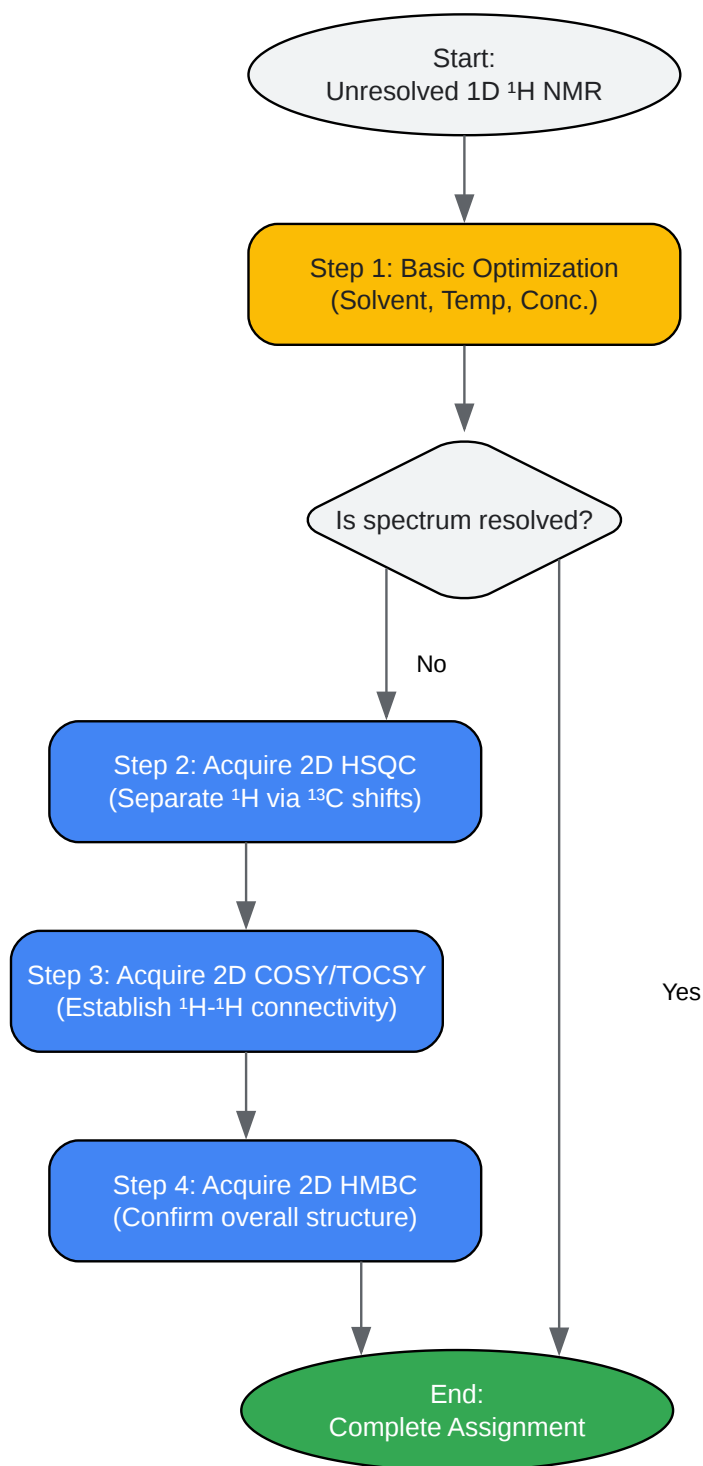 Start:
Unresolved 1D ¹H NMR
Step 1: Basic Optimization
(Solvent, Temp, Conc.)
Is spectrum resolved?
No
Step 2: Acquire 2D HSQC
(Separate ¹H via ¹³C shifts)
Step 3: Acquire 2D COSY/TOCSY
(Establish ¹H-¹H connectivity)
Yes
Step 4: Acquire 2D HMBC
(Confirm overall structure)
End:
Complete Assignment